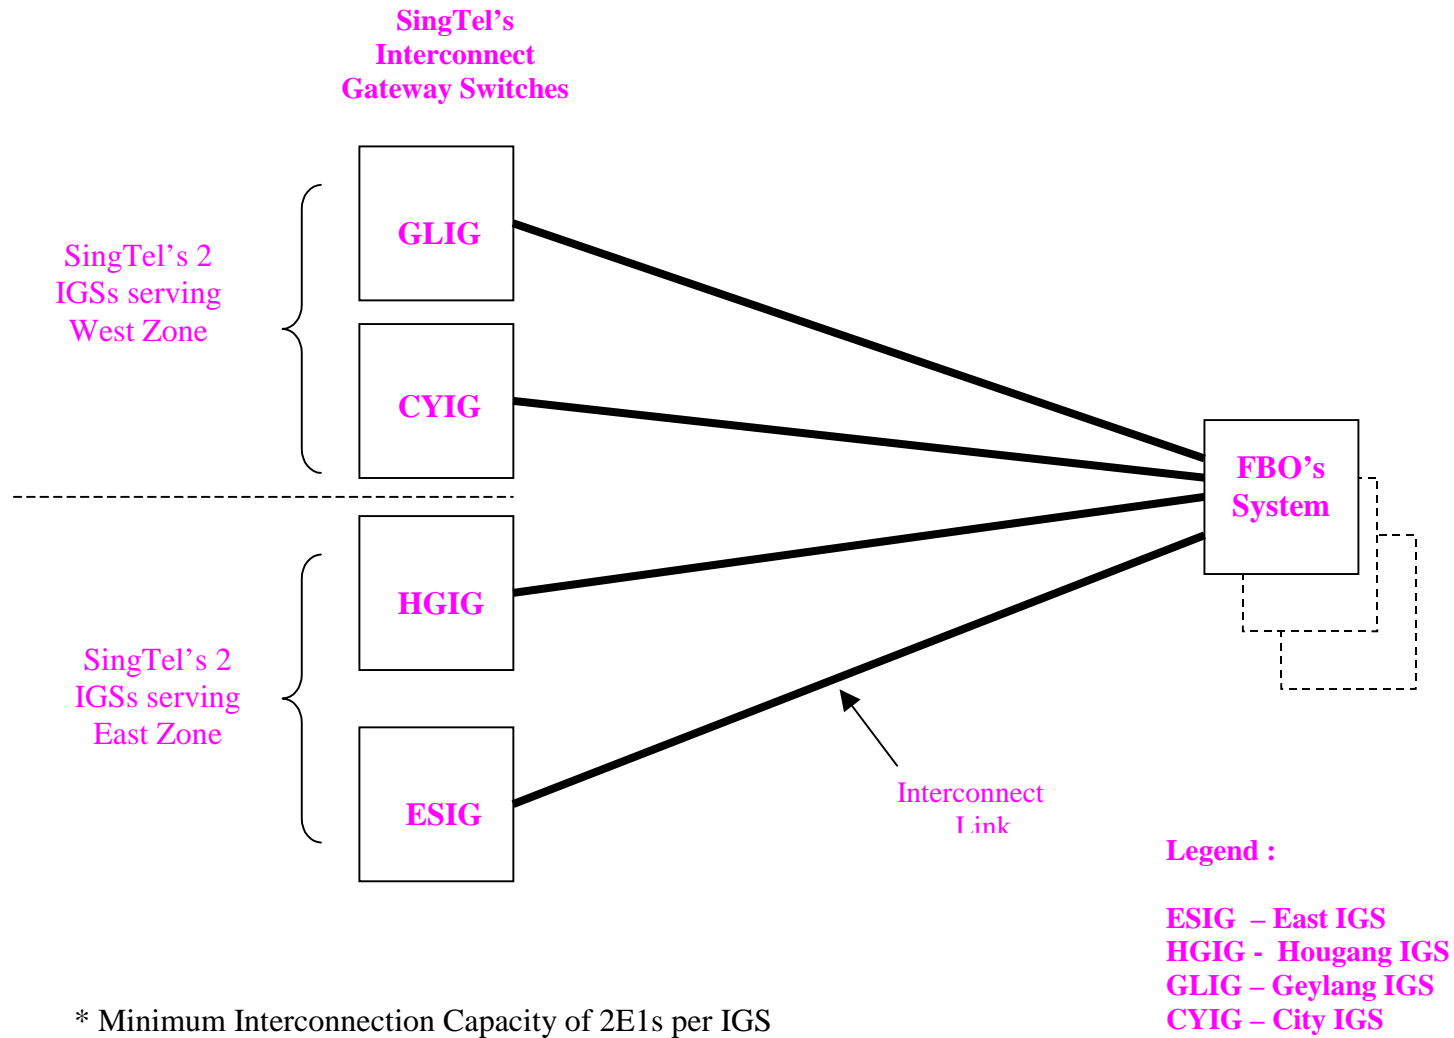 SingTel's
Interconnect
Gateway Switches
SingTel's 2
IGSs serving
West Zone
GLIG
CYIG
FBO's
System
HGIG
SingTel's 2
IGSs serving
East Zone
ESIG
Interconnect
Link
Legend :
ESIG – East IGS
HGIG - Hougang IGS
GLIG – Geylang IGS
CYIG – City IGS
* Minimum Interconnection Capacity of 2E1s per IGS